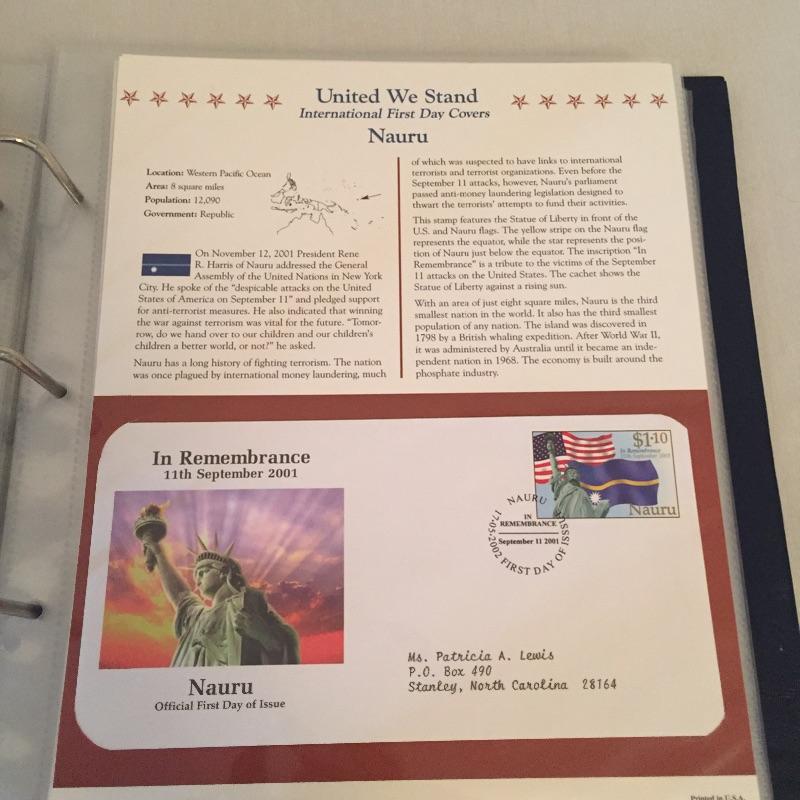 United We Stand
International First Day Covers
Nauru
Location: Western Pacific Ocean
Area: 8 square miles
Population: 12,090
Government: Republic
On November 12, 2001 President Rene
R. Harris of Nauru addressed the General
Assembly of the United Nations in New York
City. He spoke of the "despicable attacks on the United
States of America on September 11" and pledged support
for anti-terrorist measures. He also indicated that winning
the war against terrorism was vital for the future. "Tomor-
row, do we hand over to our children and our children's
children a better world, or not?" he asked.
Nauru has a long history of fighting terrorism. The nation
was once plagued by international money laundering, much
of which was suspected to have links to international
terrorists and terrorist organizations. Even before the
September 11 attacks, however, Nauru's parliament
passed anti-money laundering legislation designed to
thwart the terrorists' attempts to fund their activities.
This stamp features the Statue of Liberty in front of the
U.S. and Nauru flags. The yellow stripe on the Nauru flag
represents the equator, while the star represents the posi-
tion of Nauru just below the equator. The inscription "In
Remembrance" is a tribute to the victims of the September
11 attacks on the United States. The cachet shows the
Statue of Liberty against a rising sun.
With an area of just eight square miles, Nauru is the third
smallest nation in the world. It also has the third smallest
population of any nation. The island was discovered in
1798 by a British whaling expedition. After World War II,
it was administered by Australia until it became an inde-
pendent nation in 1968. The economy is built around the
phosphate industry.
In Remembrance
11th September 2001
$1.10
In Remembrance
11th September 2001
Nauru
NAURU
IN
REMEMBRANCE
September 11 2001
17-05-2002 FIRST DAY OF ISSUE
Ms. Patricia A. Lewis
P.O. Box 490
Stanley, North Carolina 28164
Nauru
Official First Day of Issue
Printed in U.S.A.